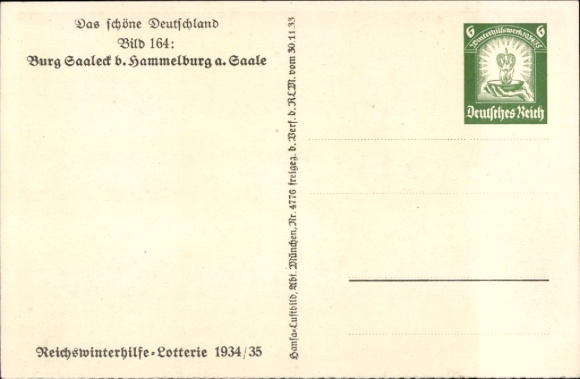 Das schöne Deutschland
Bild 164:
Burg Saaleck b. Hammelburg a. Saale
Reichswinterhilfe-Lotterie 1934/35
Hansa-Luftbild, Abt. München, Nr. 4776 freigeg. d. Verf. d. RLM. vom 30.11.33
6 6
Winterhilfswerk 1934/35
Deutsches Reich